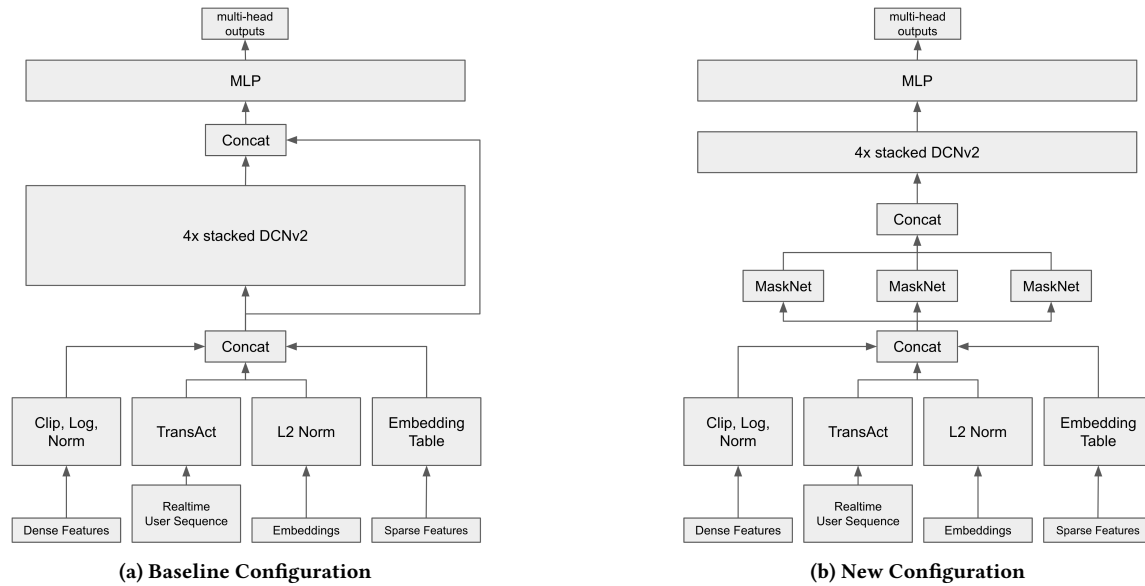 multi-head
outputs
MLP
Concat
4x stacked DCNv2
Concat
Clip, Log,
Norm
TransAct
L2 Norm
Embedding
Table
Realtime
User Sequence
Dense Features
Embeddings
Sparse Features
(a) Baseline Configuration
multi-head
outputs
MLP
4x stacked DCNv2
Concat
MaskNet
MaskNet
MaskNet
Concat
Clip, Log,
Norm
TransAct
L2 Norm
Embedding
Table
Realtime
User Sequence
Dense Features
Embeddings
Sparse Features
(b) New Configuration